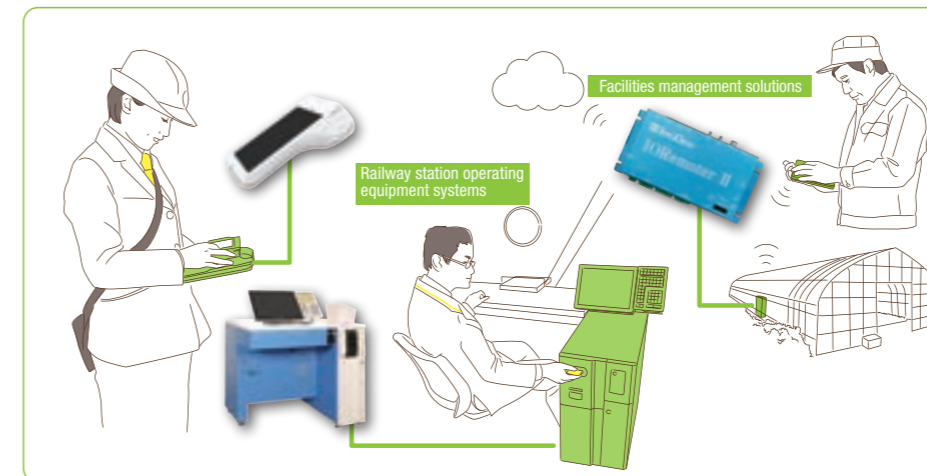 Facilities management solutions
Railway station operating
equipment systems